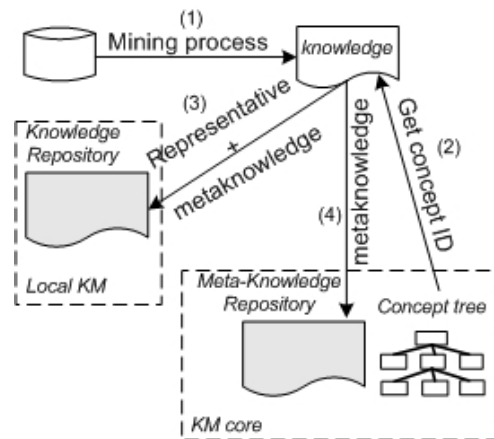 (1)
Mining process
knowledge
(3)
Representative
+
metaknowledge
(4)
metaknowledge
Get concept ID
(2)
Knowledge
Repository
Local KM
Meta-Knowledge
Repository
Concept tree
KM core